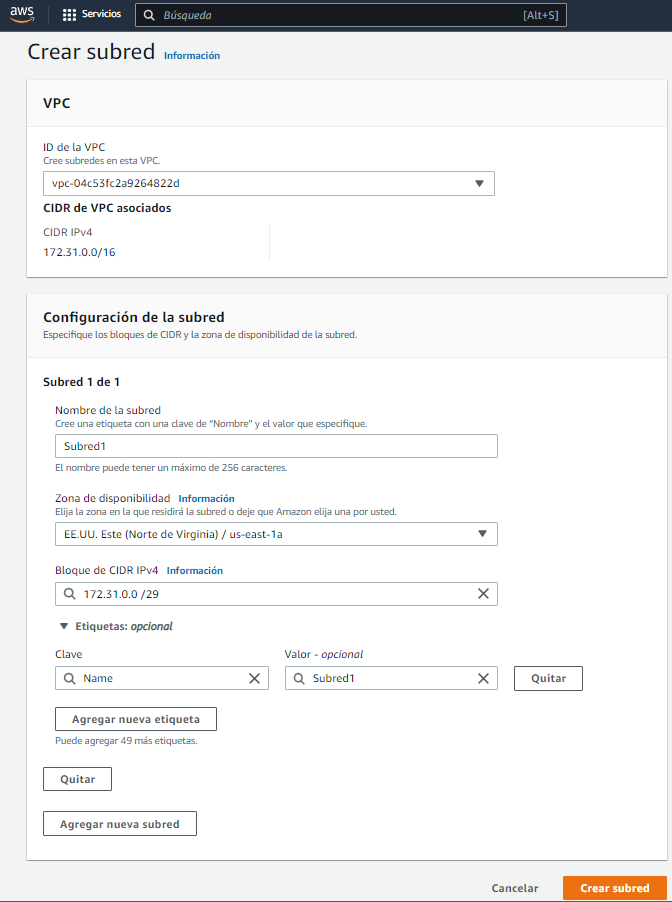 aws
Servicios
Búsqueda
[Alt+S]
Crear subred Información
VPC
ID de la VPC
Cree subredes en esta VPC.
vpc-04c53fc2a9264822d
CIDR de VPC asociados
CIDR IPv4
172.31.0.0/16
Configuración de la subred
Especifique los bloques de CIDR y la zona de disponibilidad de la subred.
Subred 1 de 1
Nombre de la subred
Cree una etiqueta con una clave de "Nombre" y el valor que especifique.
Subred1
El nombre puede tener un máximo de 256 caracteres.
Zona de disponibilidad Información
Elija la zona en la que residirá la subred o deje que Amazon elija una por usted.
EE.UU. Este (Norte de Virginia) / us-east-1a
Bloque de CIDR IPv4 Información
172.31.0.0 /29
Etiquetas: opcional
Clave
Valor - opcional
Name
Subred1
Quitar
Agregar nueva etiqueta
Puede agregar 49 más etiquetas.
Quitar
Agregar nueva subred
Cancelar
Crear subred